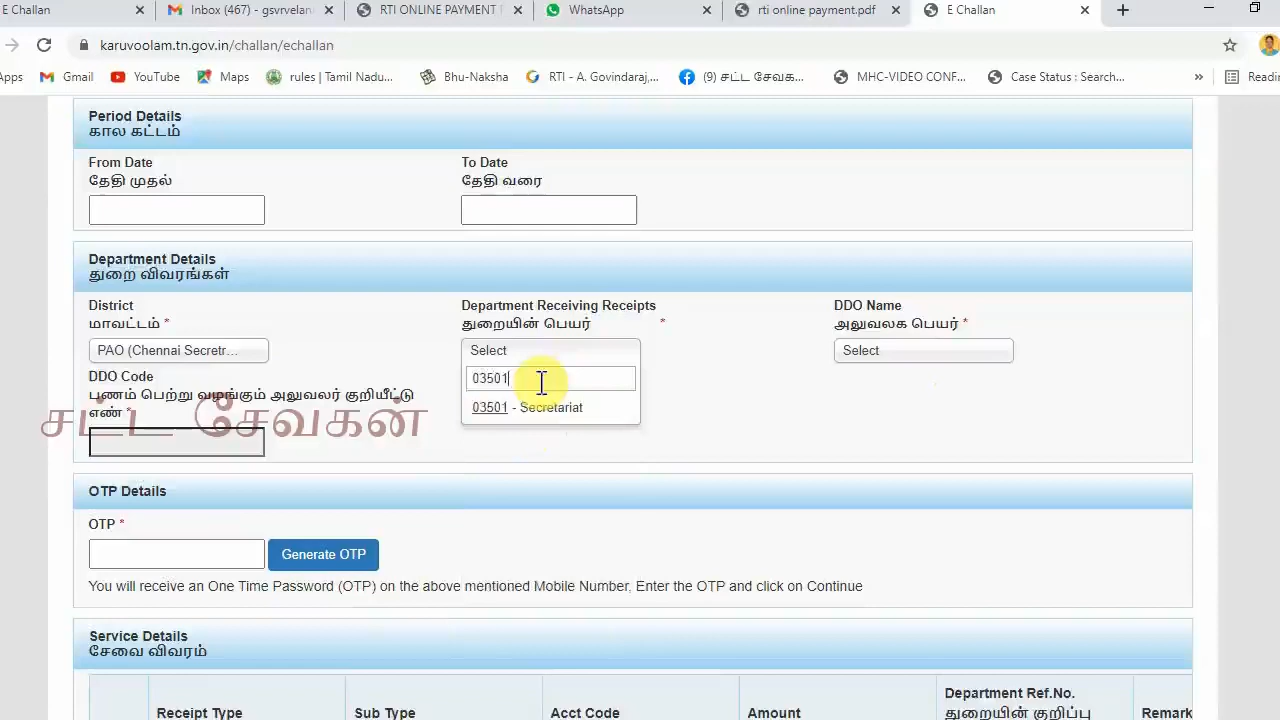 E Challan
Inbox (467) - gsvrvelan
RTI ONLINE PAYMENT
WhatsApp
rti online payment.pdf
E Challan
karuvoolam.tn.gov.in/challan/echallan
Apps
Gmail
YouTube
Maps
rules | Tamil Nadu...
Bhu-Naksha
RTI - A. Govindaraj,...
(9) சட்ட சேவக...
MHC-VIDEO CONF...
Case Status : Search...
»
Readin
Period Details
கால கட்டம்
From Date
To Date
தேதி முதல்
தேதி வரை
Department Details
துறை விவரங்கள்
District
Department Receiving Receipts
DDO Name
மாவட்டம் *
துறையின் பெயர் *
அலுவலக பெயர் *
PAO (Chennai Secretr...
Select
Select
DDO Code
03501
பணம் பெற்று வழங்கும் அலுவலர் குறியீட்டு
எண் *
03501 - Secretariat
சட்ட சேவகன்
OTP Details
OTP *
Generate OTP
You will receive an One Time Password (OTP) on the above mentioned Mobile Number, Enter the OTP and click on Continue
Service Details
சேவை விவரம்
Department Ref.No.
Receipt Type
Sub Type
Acct Code
Amount
துறையின் குறிப்பு
Remark